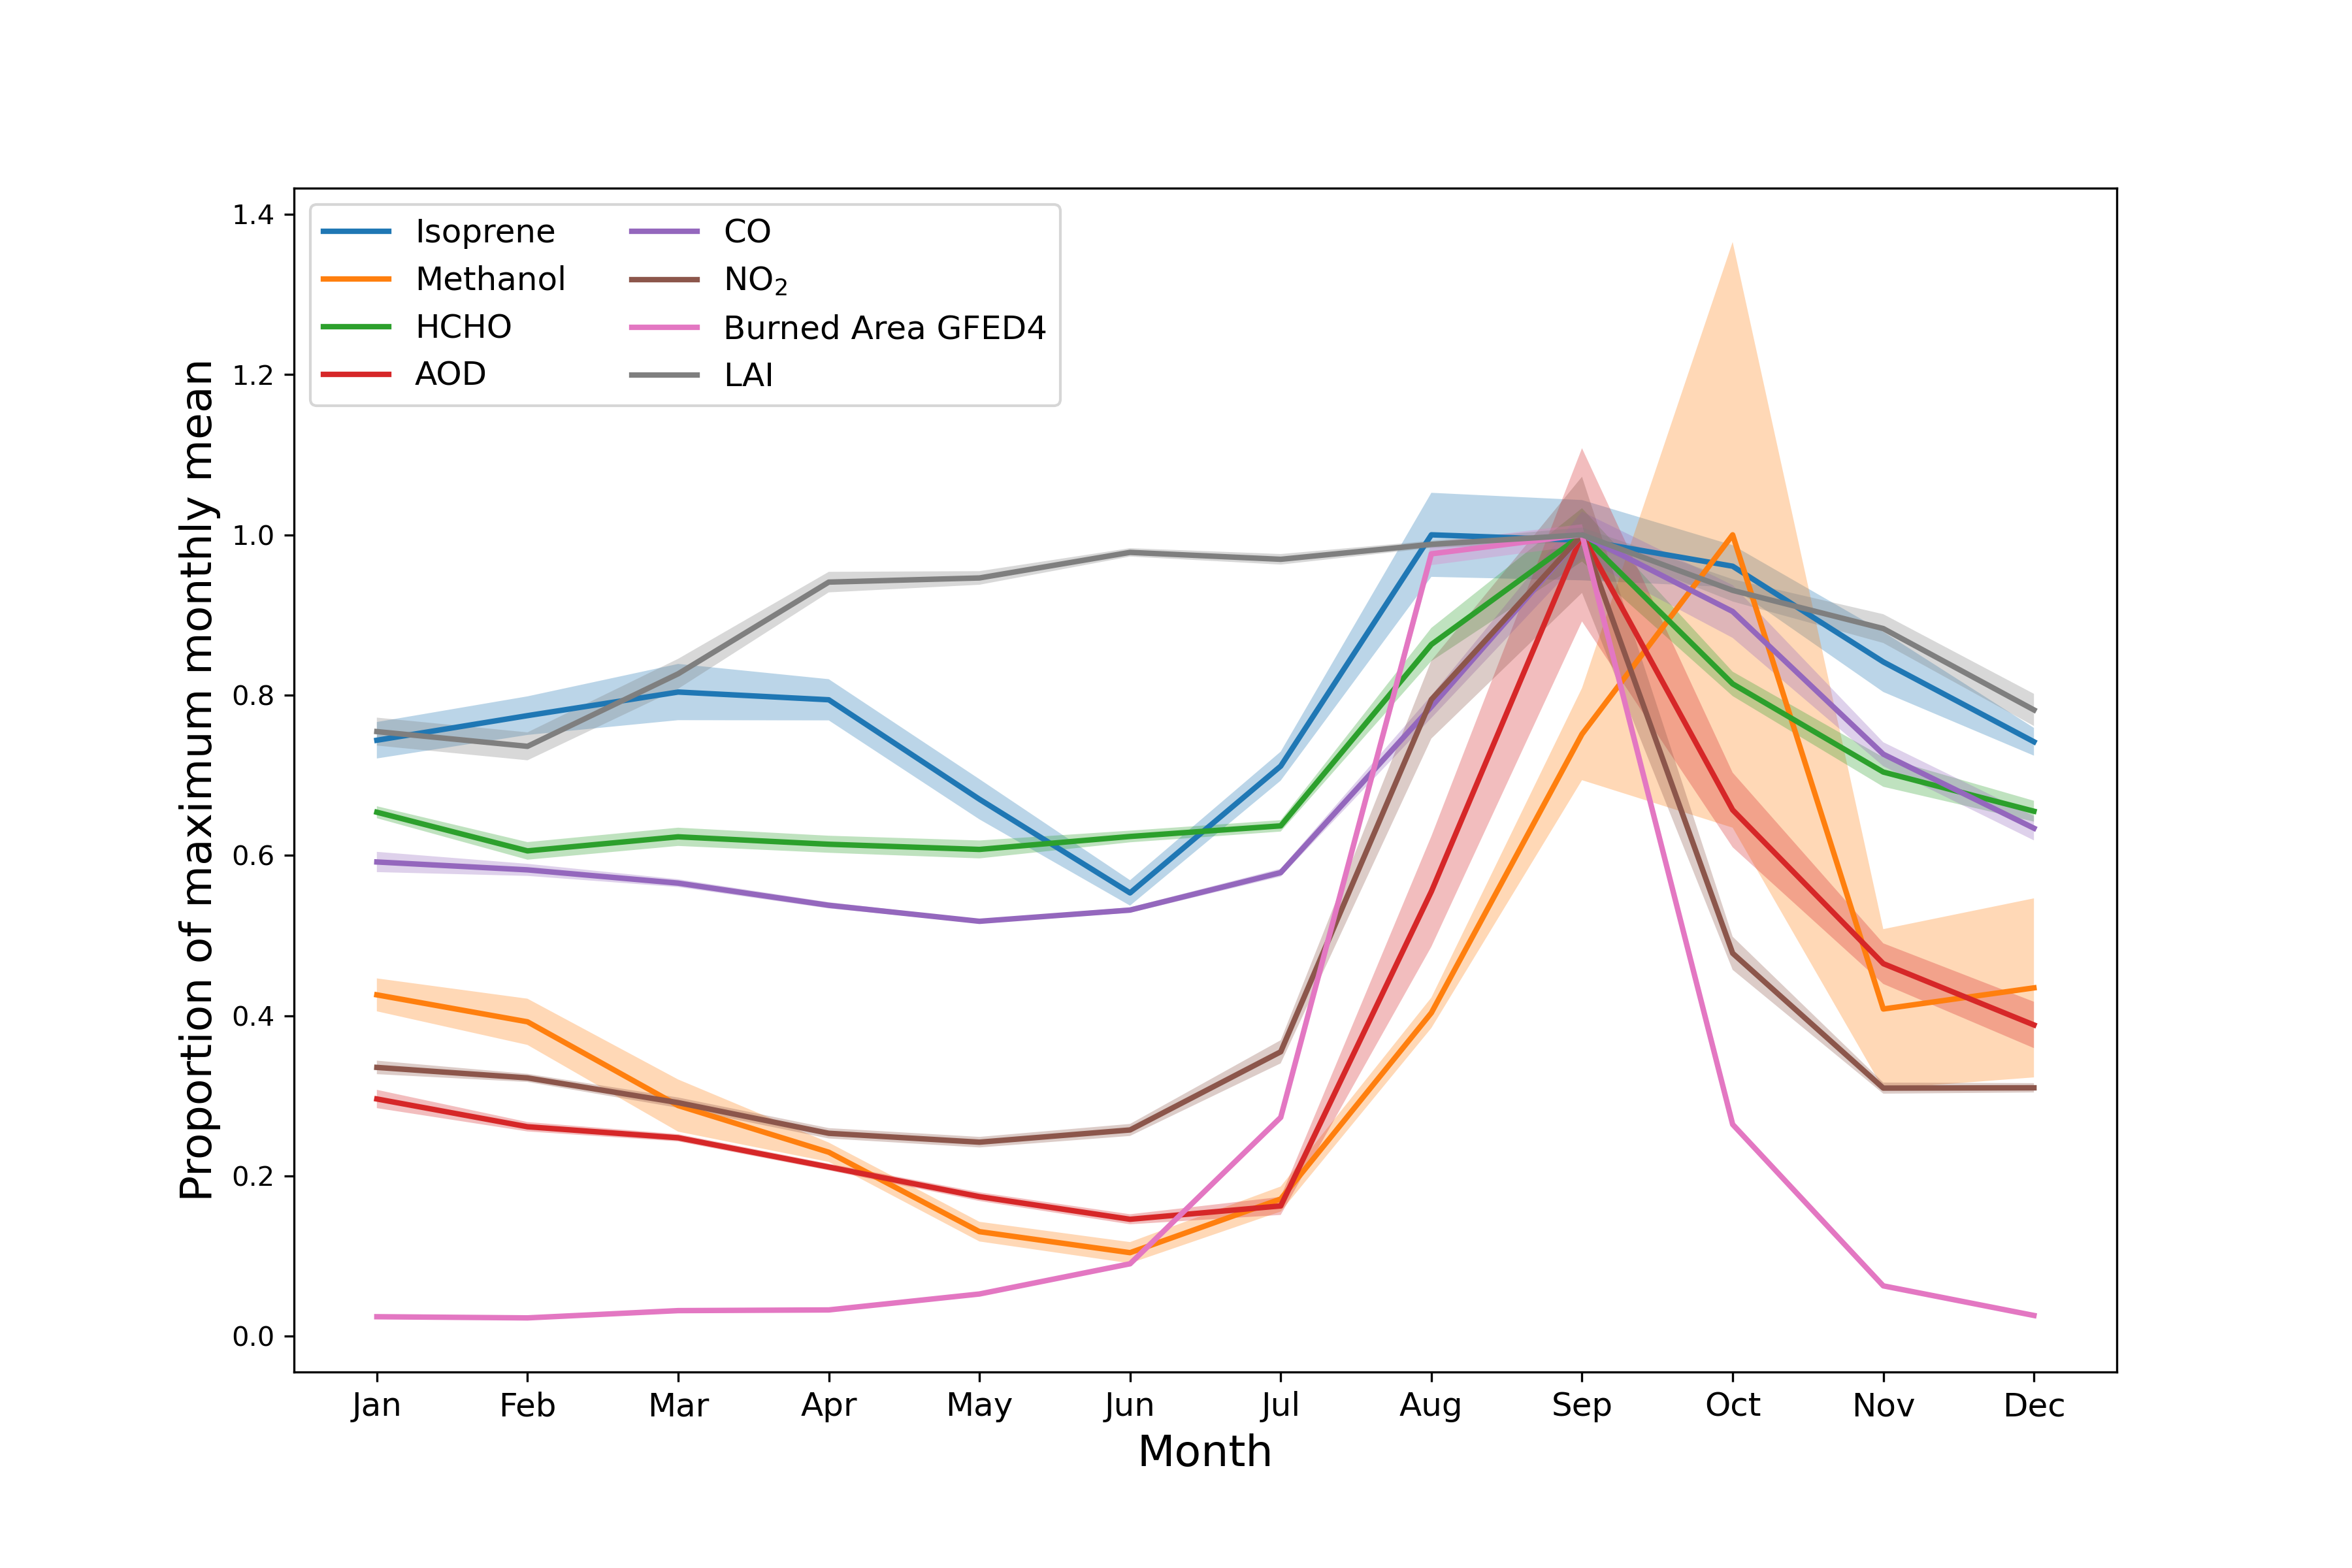 Proportion of maximum monthly mean
1.4
1.2
1.0
0.8
0.6
0.4
0.2
0.0
Isoprene
Methanol
HCHO
AOD
CO
NO₂
Burned Area GFED4
LAI
Jan Feb Mar Apr May Jun Jul Aug Sep Oct Nov Dec
Month